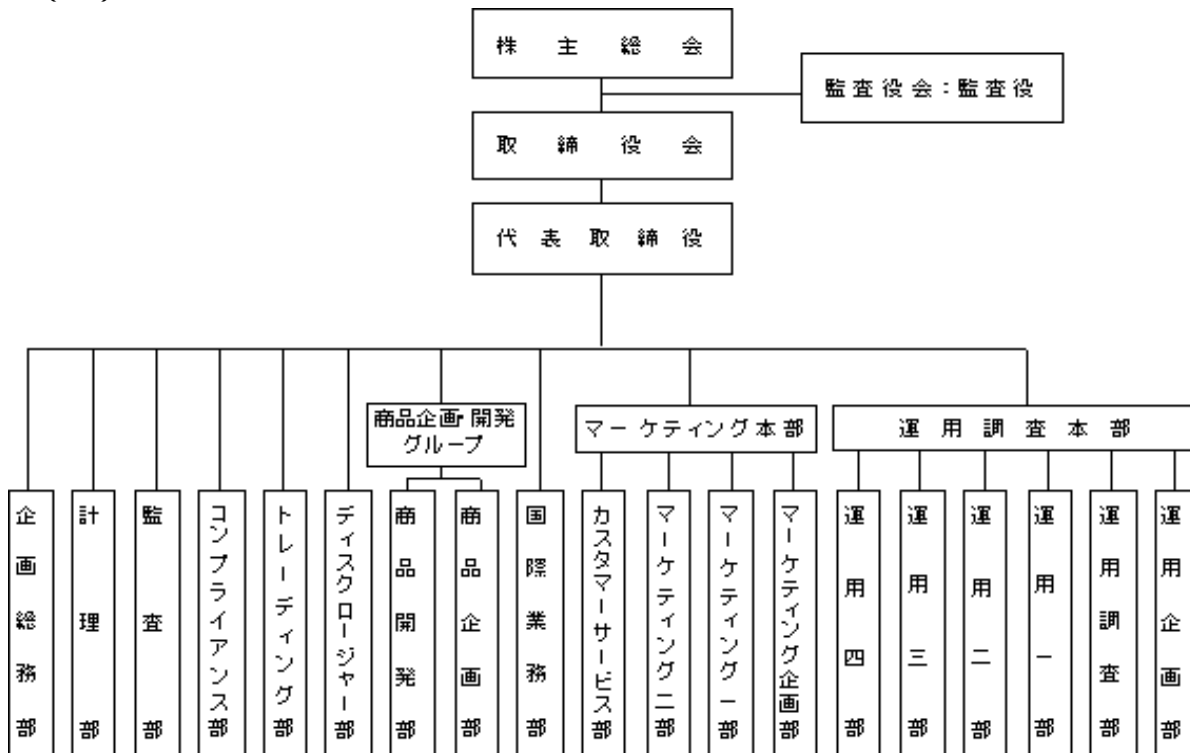 株主総会
監査役会：監査役
取締役会
代表取締役
商品企画・開発
グループ
マーケティング本部
運用調査本部
企画総務部
計理部
監査部
コンプライアンス部
トレーディング部
ディスクロージャー部
商品開発部
商品企画部
国際業務部
カスタマーサービス部
マーケティング二部
マーケティング一部
マーケティング企画部
運用四部
運用三部
運用二部
運用一部
運用調査部
運用企画部